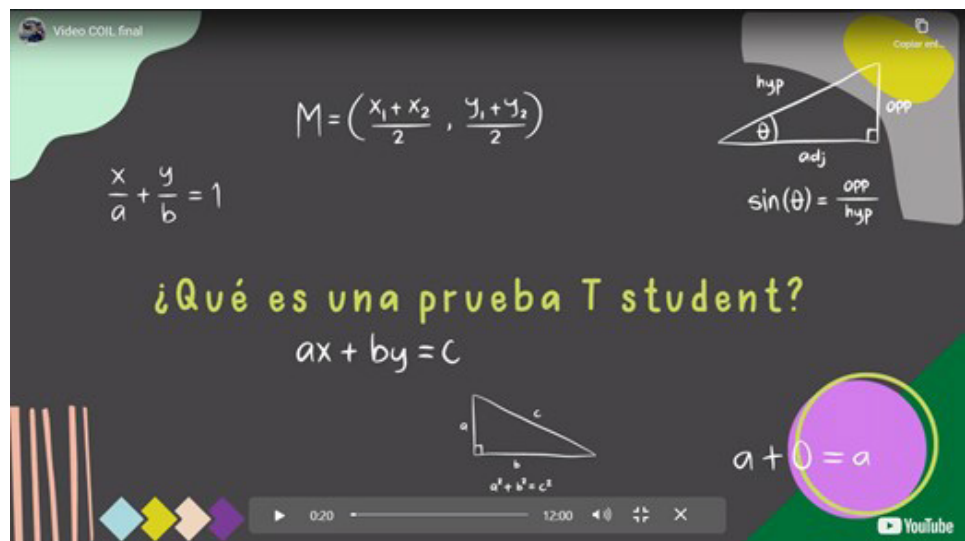 Video COIL final
Copiar enl...
M = (x₁ + x₂ / 2 , y₁ + y₂ / 2)
hyp
opp
θ
adj
x/a + y/b = 1
sin(θ) = opp/hyp
¿Qué es una prueba T student?
ax + by = c
a
c
b
a² + b² = c²
a + 0 = a
0:20
12:00
YouTube